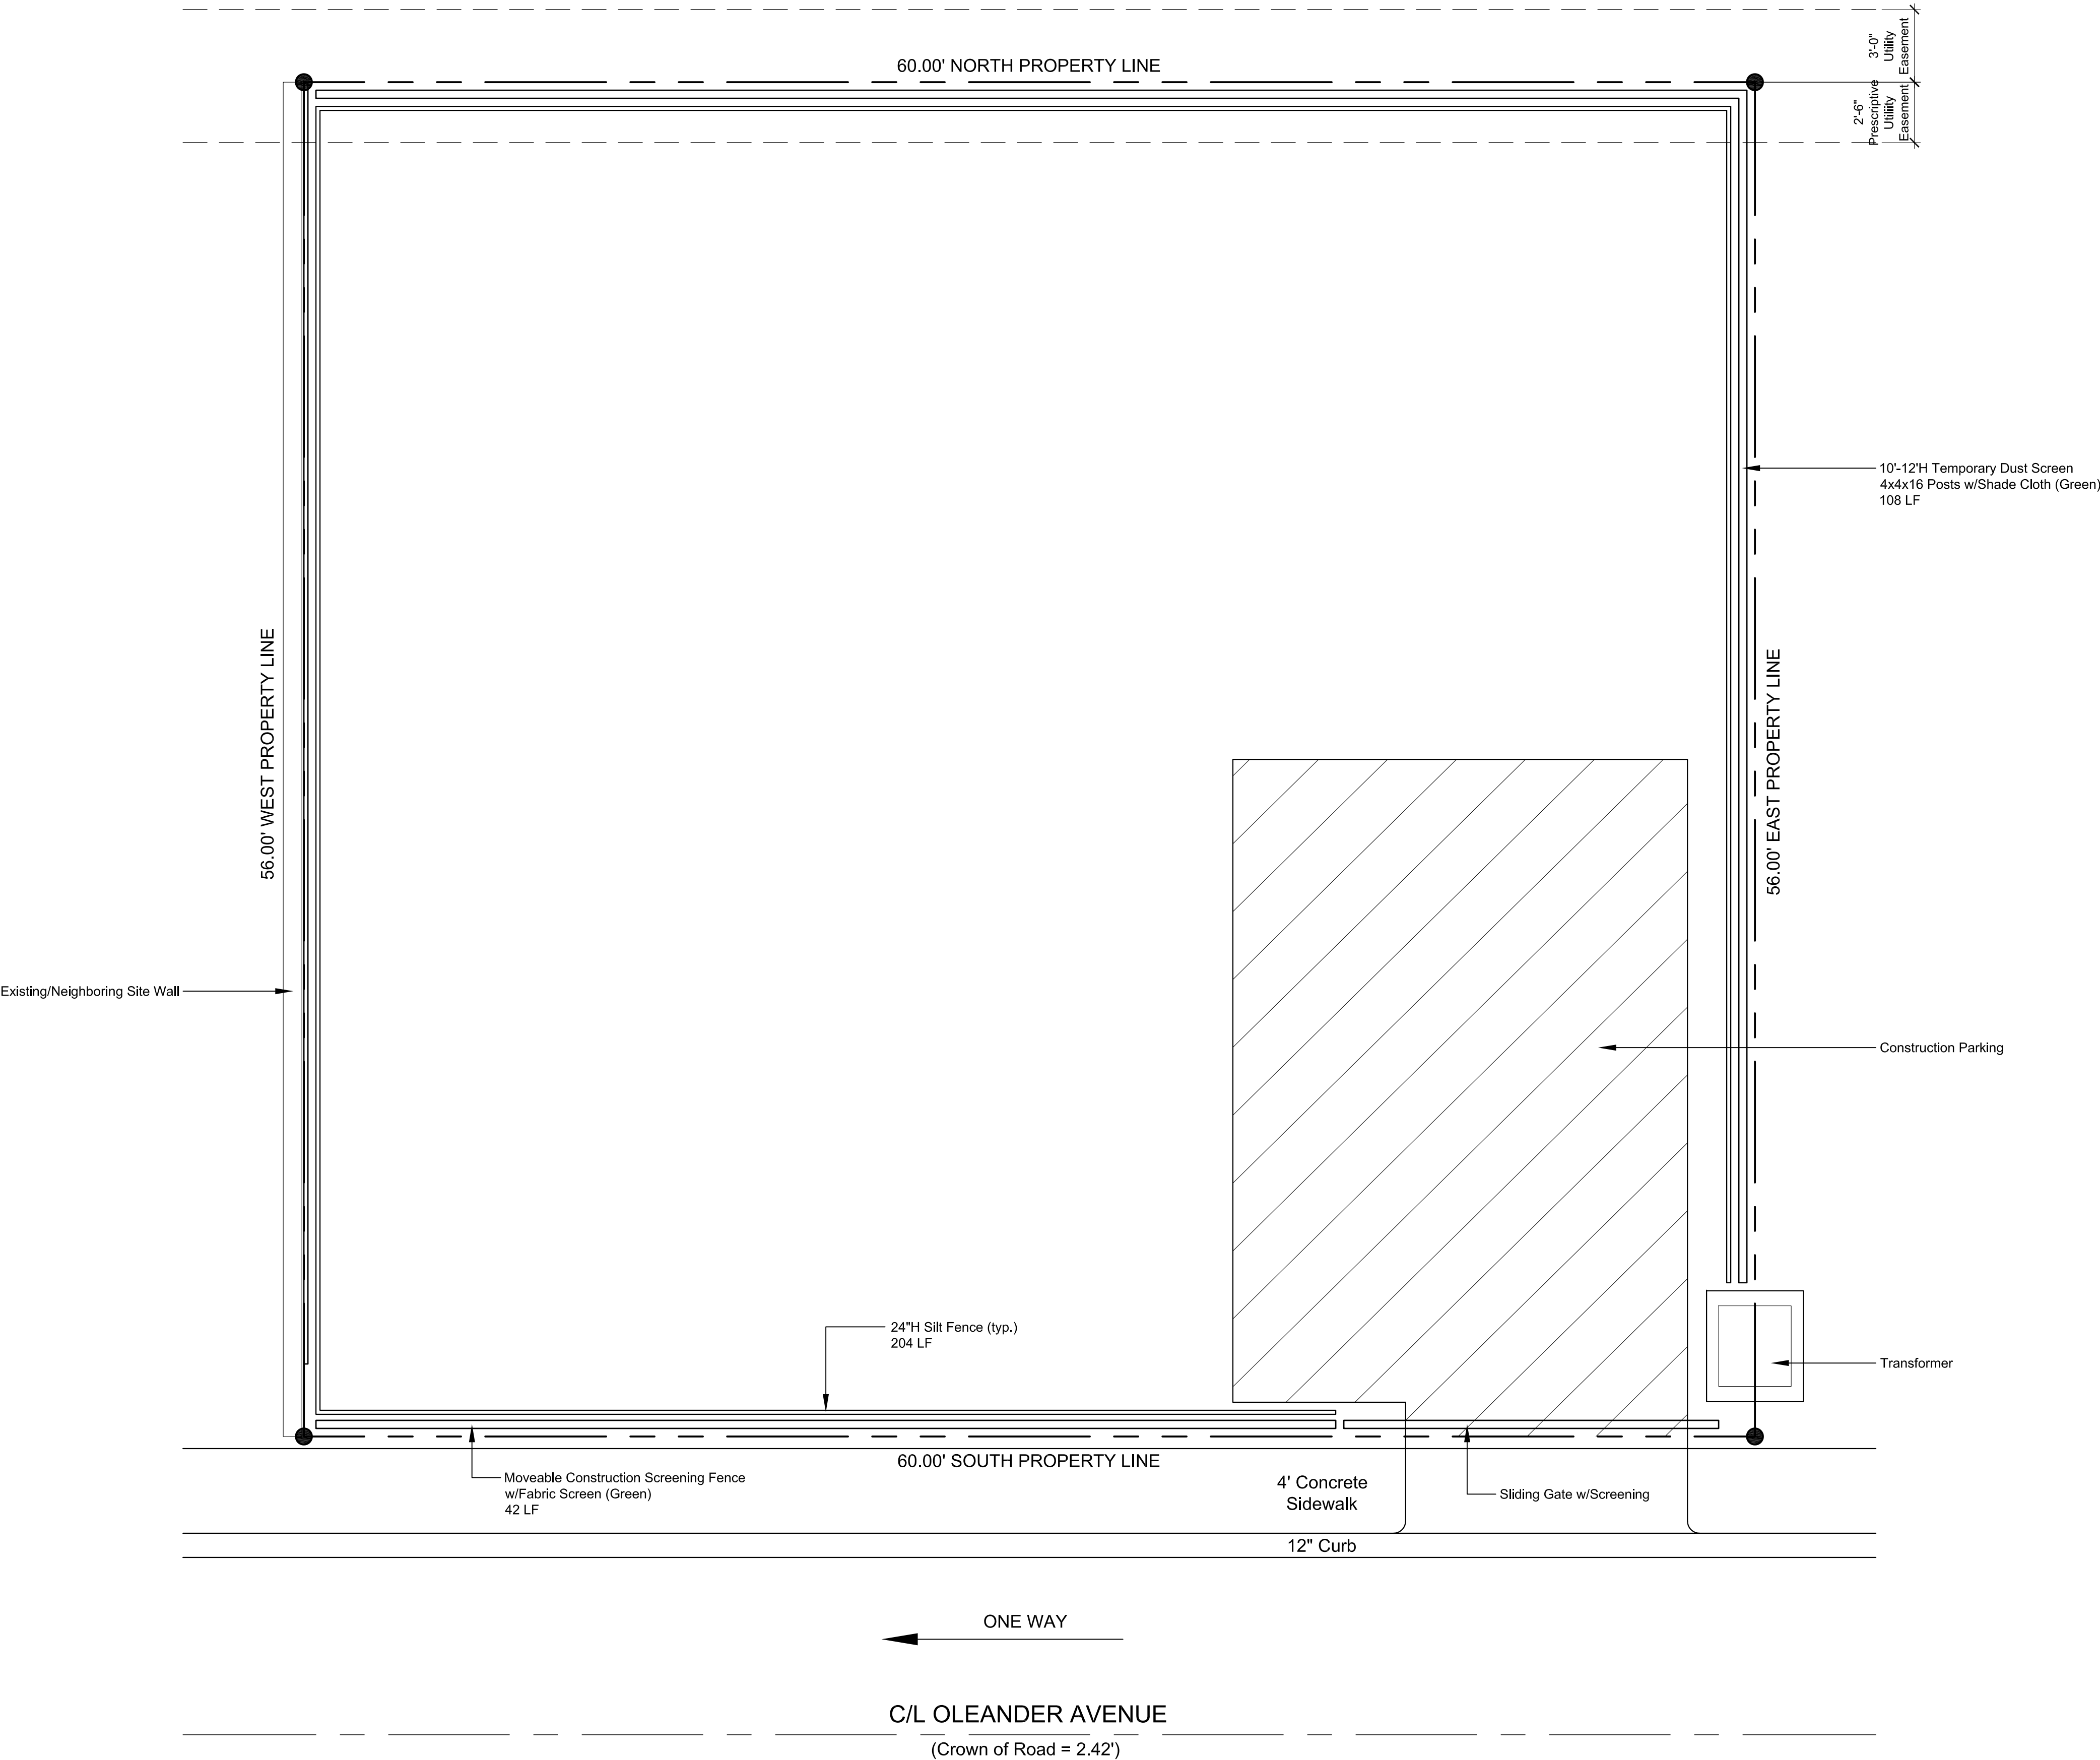 3'-0"
Utility
Easement
60.00' NORTH PROPERTY LINE
2'-6"
Prescriptive
Utility
Easement
10'-12'H Temporary Dust Screen
4x4x16 Posts w/Shade Cloth (Green)
108 LF
56.00' WEST PROPERTY LINE
56.00' EAST PROPERTY LINE
Existing/Neighboring Site Wall
Construction Parking
24"H Silt Fence (typ.)
204 LF
Transformer
60.00' SOUTH PROPERTY LINE
Moveable Construction Screening Fence
w/Fabric Screen (Green)
42 LF
4' Concrete
Sidewalk
Sliding Gate w/Screening
12" Curb
ONE WAY
C/L OLEANDER AVENUE
(Crown of Road = 2.42')